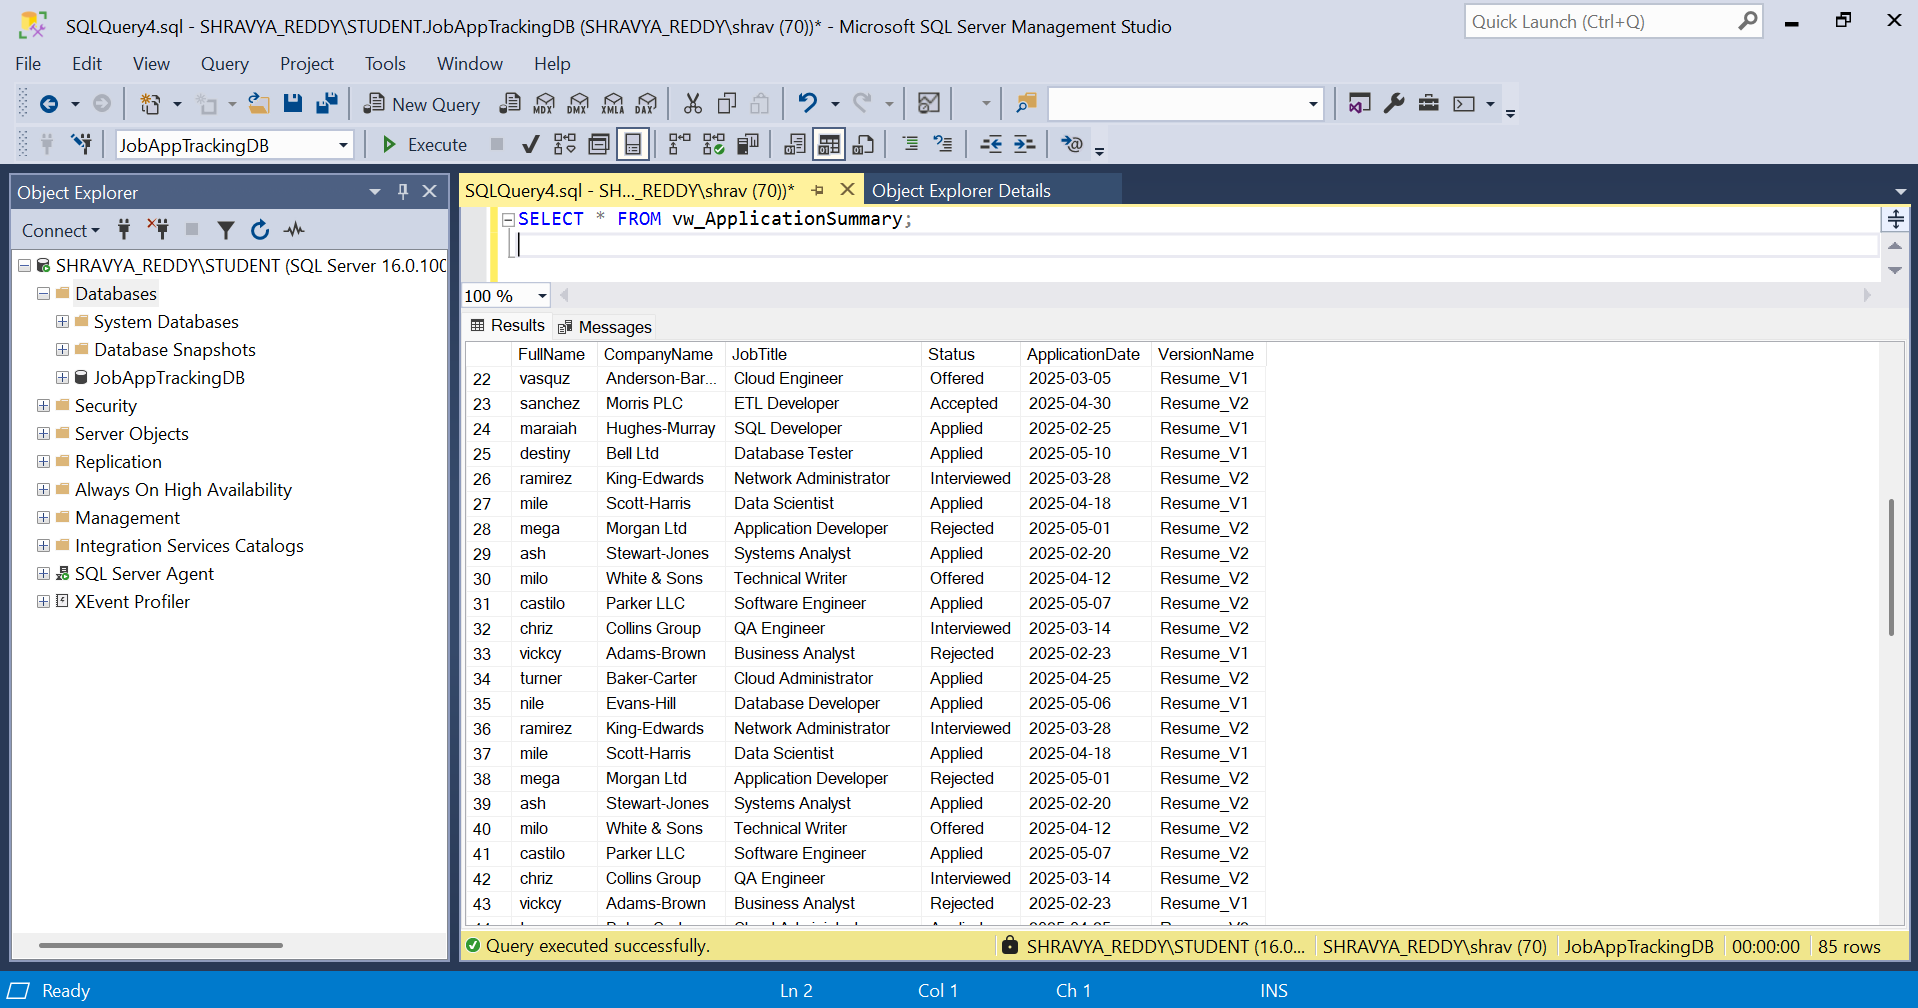 SQLQuery4.sql - SHRAVYA_REDDY\STUDENT.JobAppTrackingDB (SHRAVYA_REDDY\shrav (70))* - Microsoft SQL Server Management Studio
Quick Launch (Ctrl+Q)
File Edit View Query Project Tools Window Help
New Query MDX DMX XMLA DAX
JobAppTrackingDB Execute
Object Explorer
SQLQuery4.sql - SH..._REDDY\shrav (70))* Object Explorer Details
Connect
SELECT * FROM vw_ApplicationSummary;
SHRAVYA_REDDY\STUDENT (SQL Server 16.0.100
Databases
System Databases
Database Snapshots
JobAppTrackingDB
Security
Server Objects
Replication
Always On High Availability
Management
Integration Services Catalogs
SQL Server Agent
XEvent Profiler
100 %
Results Messages
FullName CompanyName JobTitle Status ApplicationDate VersionName
22 vasquz Anderson-Bar... Cloud Engineer Offered 2025-03-05 Resume_V1
23 sanchez Morris PLC ETL Developer Accepted 2025-04-30 Resume_V2
24 maraiah Hughes-Murray SQL Developer Applied 2025-02-25 Resume_V1
25 destiny Bell Ltd Database Tester Applied 2025-05-10 Resume_V1
26 ramirez King-Edwards Network Administrator Interviewed 2025-03-28 Resume_V2
27 mile Scott-Harris Data Scientist Applied 2025-04-18 Resume_V1
28 mega Morgan Ltd Application Developer Rejected 2025-05-01 Resume_V2
29 ash Stewart-Jones Systems Analyst Applied 2025-02-20 Resume_V2
30 milo White & Sons Technical Writer Offered 2025-04-12 Resume_V2
31 castilo Parker LLC Software Engineer Applied 2025-05-07 Resume_V2
32 chriz Collins Group QA Engineer Interviewed 2025-03-14 Resume_V2
33 vickcy Adams-Brown Business Analyst Rejected 2025-02-23 Resume_V1
34 turner Baker-Carter Cloud Administrator Applied 2025-04-25 Resume_V2
35 nile Evans-Hill Database Developer Applied 2025-05-06 Resume_V2
36 ramirez King-Edwards Network Administrator Interviewed 2025-03-28 Resume_V2
37 mile Scott-Harris Data Scientist Applied 2025-04-18 Resume_V1
38 mega Morgan Ltd Application Developer Rejected 2025-05-01 Resume_V2
39 ash Stewart-Jones Systems Analyst Applied 2025-02-20 Resume_V2
40 milo White & Sons Technical Writer Offered 2025-04-12 Resume_V2
41 castilo Parker LLC Software Engineer Applied 2025-05-07 Resume_V2
42 chriz Collins Group QA Engineer Interviewed 2025-03-14 Resume_V2
43 vickcy Adams-Brown Business Analyst Rejected 2025-02-23 Resume_V1
Query executed successfully. SHRAVYA_REDDY\STUDENT (16.0... SHRAVYA_REDDY\shrav (70) JobAppTrackingDB 00:00:00 85 rows
Ready Ln 2 Col 1 Ch 1 INS